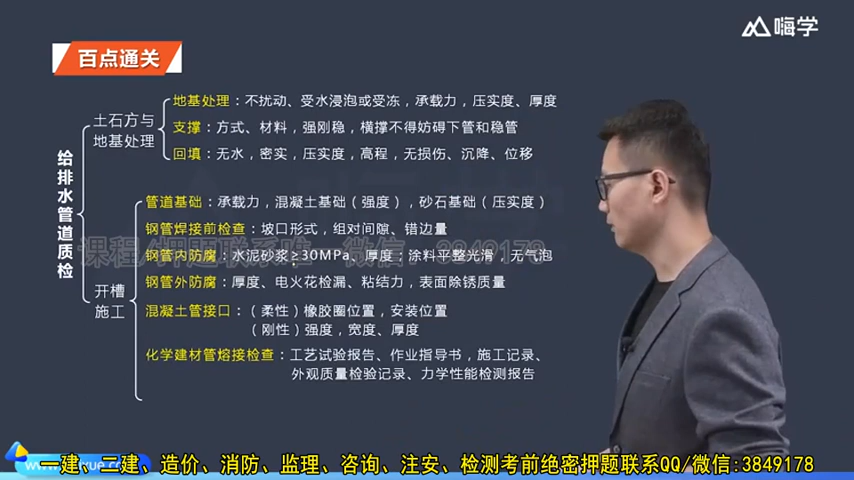 百点通关
嗨学
给排水管道质检
土石方与
地基处理
地基处理：不扰动、受水浸泡或受冻，承载力，压实度、厚度
支撑：方式、材料，强刚稳，横撑不得妨碍下管和稳管
回填：无水，密实，压实度，高程，无损伤、沉降、位移
开槽
施工
管道基础：承载力，混凝土基础（强度），砂石基础（压实度）
钢管焊接前检查：坡口形式，组对间隙、错边量
钢管内防腐：水泥砂浆≥30MPa、厚度；涂料平整光滑，无气泡
钢管外防腐：厚度、电火花检漏、粘结力，表面除锈质量
混凝土管接口：（柔性）橡胶圈位置，安装位置
（刚性）强度，宽度、厚度
化学建材管熔接检查：工艺试验报告、作业指导书，施工记录、
外观质量检验记录、力学性能检测报告
课程/押题联系唯一微信：3849178
一建、二建、造价、消防、监理、咨询、注安、检测考前绝密押题联系QQ/微信:3849178